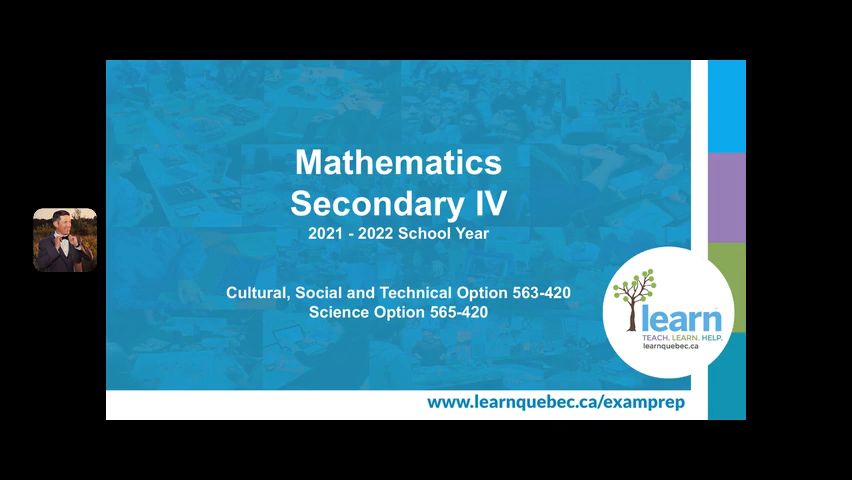 Mathematics
Secondary IV
2021 - 2022 School Year
Cultural, Social and Technical Option 563-420
Science Option 565-420
learn
TEACH. LEARN. HELP.
learnquebec.ca
www.learnquebec.ca/examprep